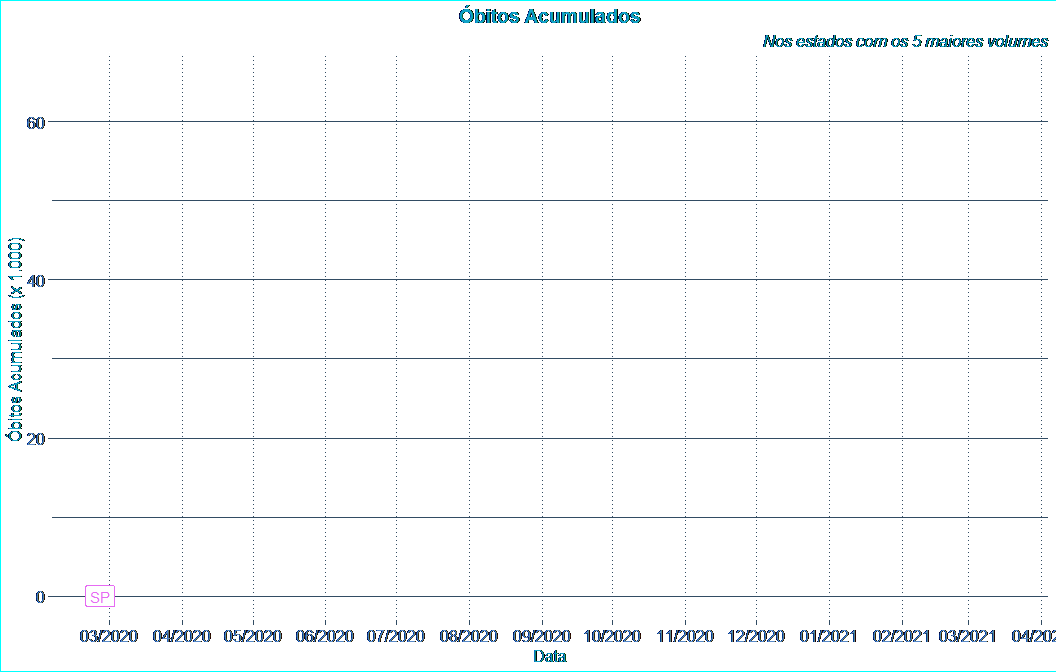 Óbitos Acumulados
Nos estados com os 5 maiores volumes
60
40
20
0
Óbitos Acumulados (x 1.000)
SP
03/2020 04/2020 05/2020 06/2020 07/2020 08/2020 09/2020 10/2020 11/2020 12/2020 01/2021 02/2021 03/2021 04/202
Data